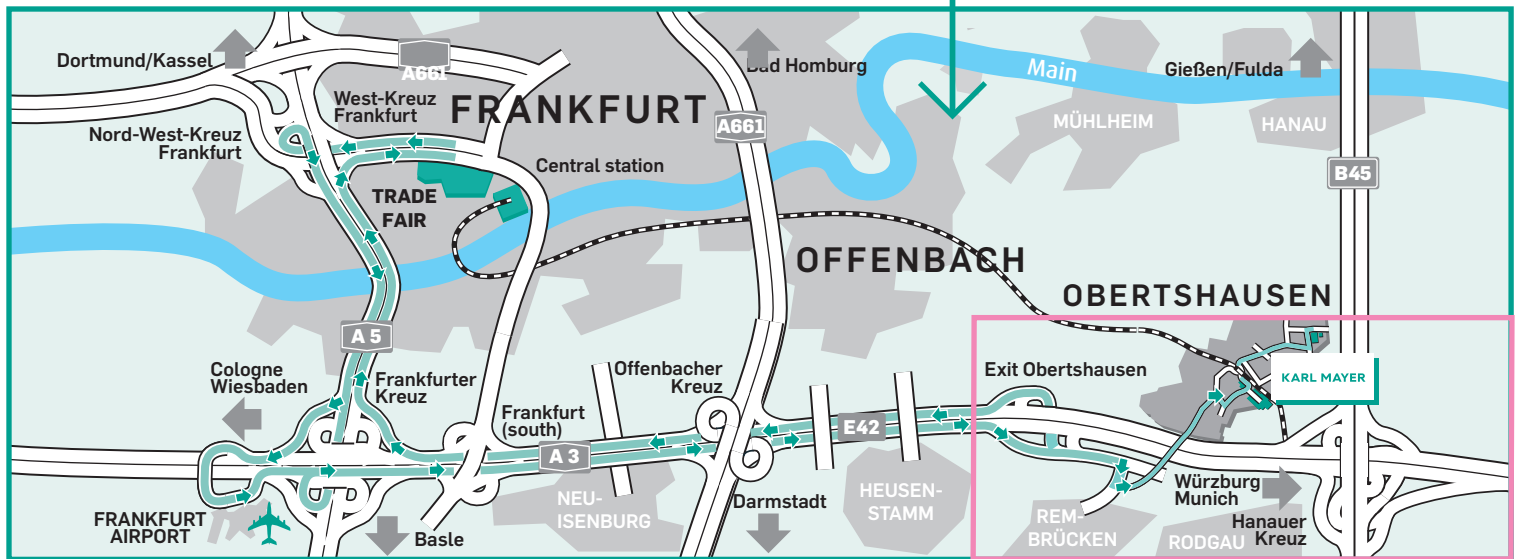 Dortmund/Kassel
A661
Bad Homburg
Main
Gießen/Fulda
West-Kreuz
Frankfurt
FRANKFURT
A661
MÜHLHEIM
HANAU
Nord-West-Kreuz
Frankfurt
Central station
B45
TRADE
FAIR
OFFENBACH
OBERTSHAUSEN
A 5
Cologne
Wiesbaden
Frankfurter
Kreuz
Offenbacher
Kreuz
Exit Obertshausen
KARL MAYER
Frankfurt
(south)
E42
A 3
FRANKFURT
AIRPORT
Basle
NEU-
ISENBURG
Darmstadt
HEUSEN-
STAMM
REM-
BRÜCKEN
Würzburg
Munich
RODGAU
Hanauer
Kreuz